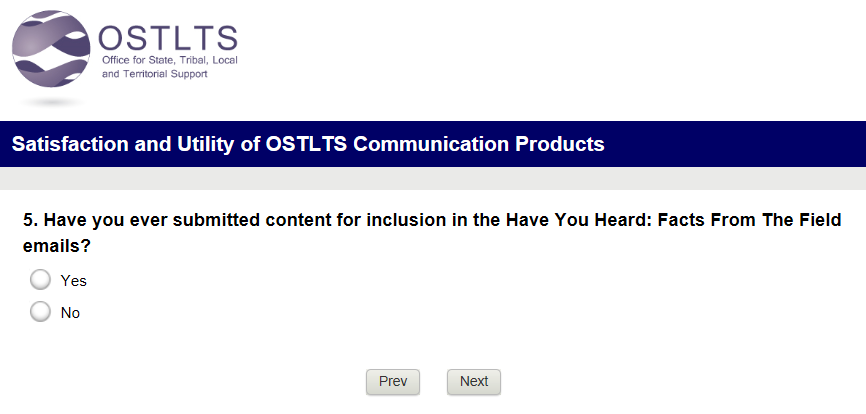 OSTLTS
Office for State, Tribal, Local
and Territorial Support
Satisfaction and Utility of OSTLTS Communication Products
5. Have you ever submitted content for inclusion in the Have You Heard: Facts From The Field
emails?
Yes
No
Prev Next